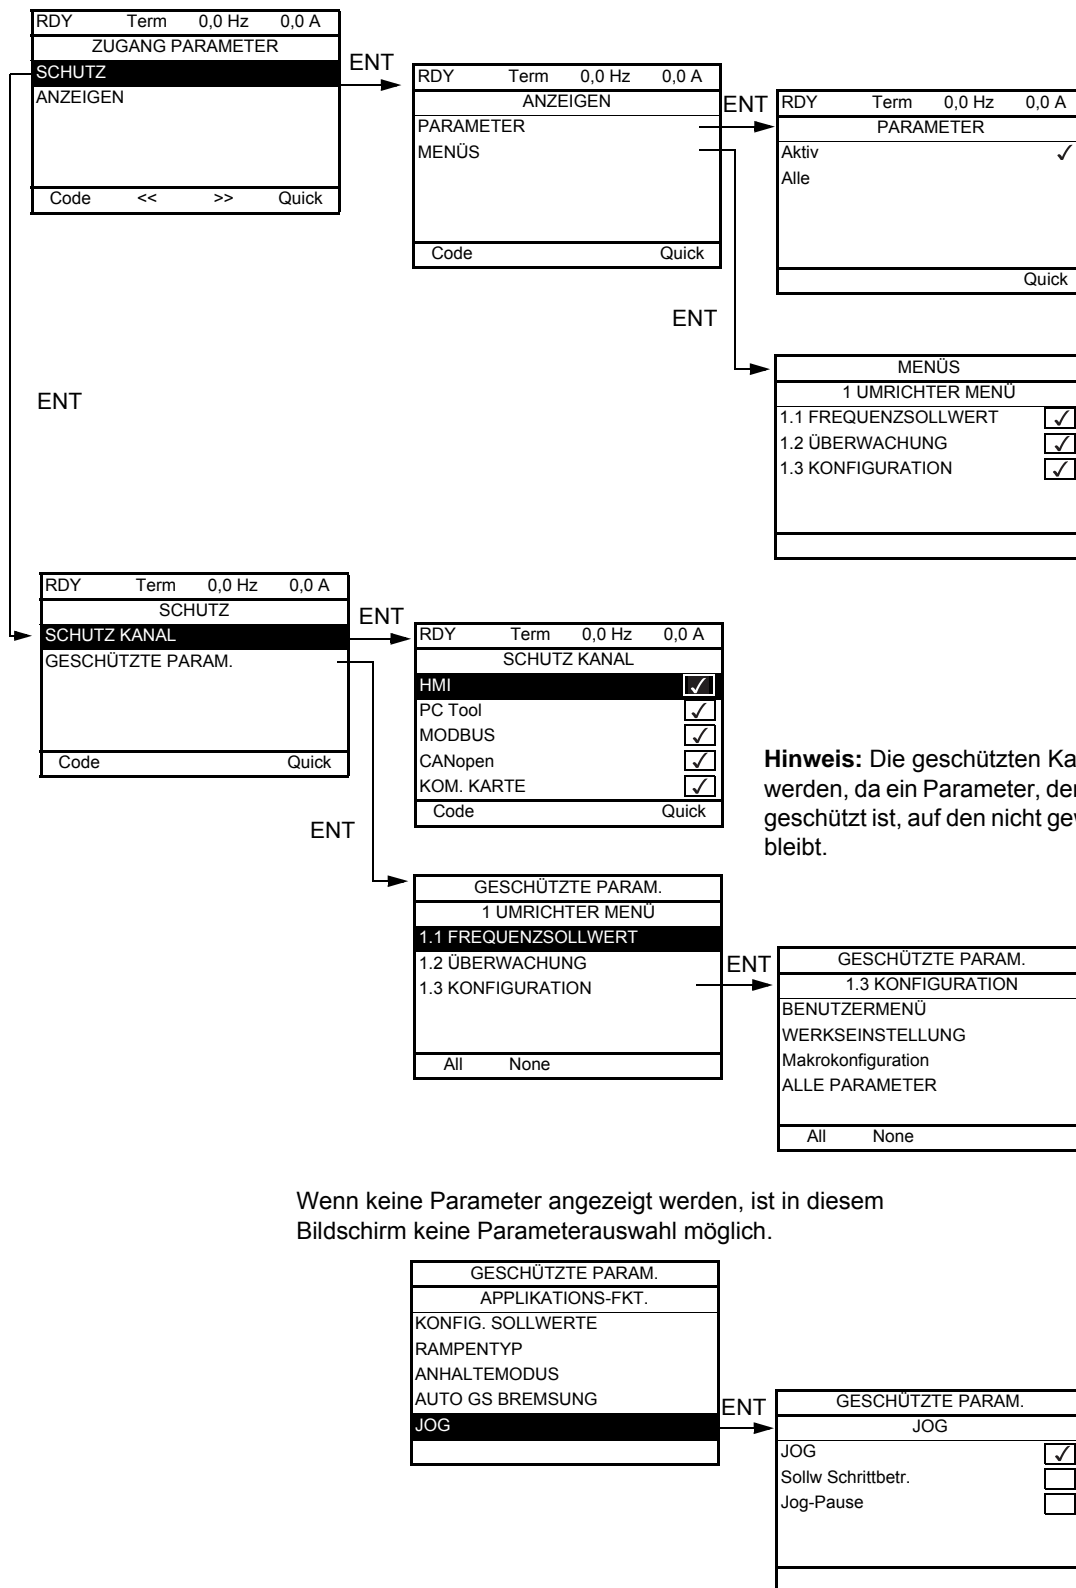 RDY Term 0,0 Hz 0,0 A
ZUGANG PARAMETER
SCHUTZ
ANZEIGEN
Code << >> Quick
ENT
RDY Term 0,0 Hz 0,0 A
ANZEIGEN
PARAMETER
MENÜS
Code Quick
ENT
RDY Term 0,0 Hz 0,0 A
PARAMETER
Aktiv ✓
Alle
Quick
ENT
MENÜS
1 UMRICHTER MENÜ
1.1 FREQUENZSOLLWERT ✓
1.2 ÜBERWACHUNG ✓
1.3 KONFIGURATION ✓
ENT
RDY Term 0,0 Hz 0,0 A
SCHUTZ
SCHUTZ KANAL
GESCHÜTZTE PARAM.
Code Quick
ENT
RDY Term 0,0 Hz 0,0 A
SCHUTZ KANAL
HMI ✓
PC Tool ✓
MODBUS ✓
CANopen ✓
KOM. KARTE ✓
Code Quick
Hinweis: Die geschützten
werden, da ein Parameter,
geschützt ist, auf den nicht
bleibt.
ENT
GESCHÜTZTE PARAM.
1 UMRICHTER MENÜ
1.1 FREQUENZSOLLWERT
1.2 ÜBERWACHUNG
1.3 KONFIGURATION
All None
ENT
GESCHÜTZTE PARAM.
1.3 KONFIGURATION
BENUTZERMENÜ
WERKSEINSTELLUNG
Makrokonfiguration
ALLE PARAMETER
All None
Wenn keine Parameter angezeigt werden, ist in diesem
Bildschirm keine Parameterauswahl möglich.
GESCHÜTZTE PARAM.
APPLIKATIONS-FKT.
KONFIG. SOLLWERTE
RAMPENTYP
ANHALTEMODUS
AUTO GS BREMSUNG
JOG
ENT
GESCHÜTZTE PARAM.
JOG
JOG ✓
Sollw Schrittbetr.
Jog-Pause